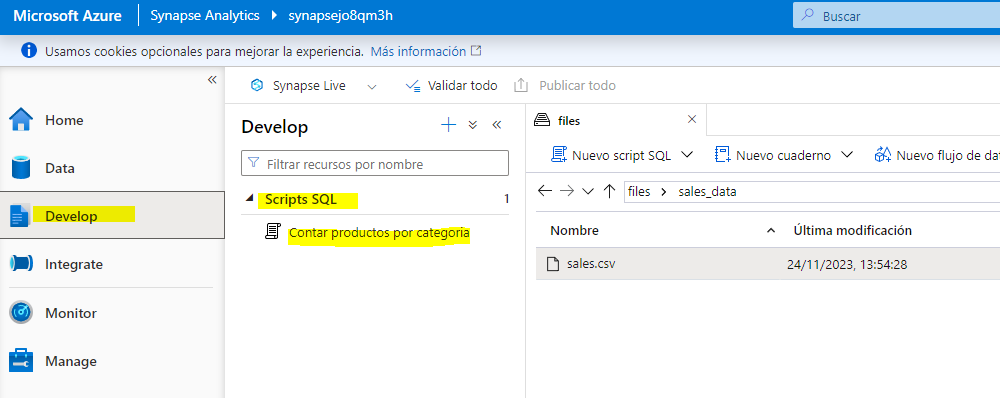 Microsoft Azure Synapse Analytics synapsejo8qm3h Buscar
Usamos cookies opcionales para mejorar la experiencia. Más información
Synapse Live Validar todo Publicar todo
Home
Data
Develop
Integrate
Monitor
Manage
Develop
Filtrar recursos por nombre
Scripts SQL 1
Contar productos por categoria
files
Nuevo script SQL Nuevo cuaderno Nuevo flujo de da
files sales_data
Nombre Última modificación
sales.csv 24/11/2023, 13:54:28